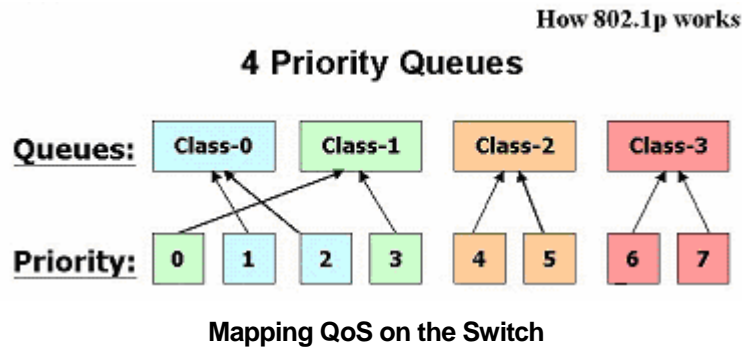 How 802.1p works
4 Priority Queues
Queues: Class-0 Class-1 Class-2 Class-3
Priority: 0 1 2 3 4 5 6 7
Mapping QoS on the Switch